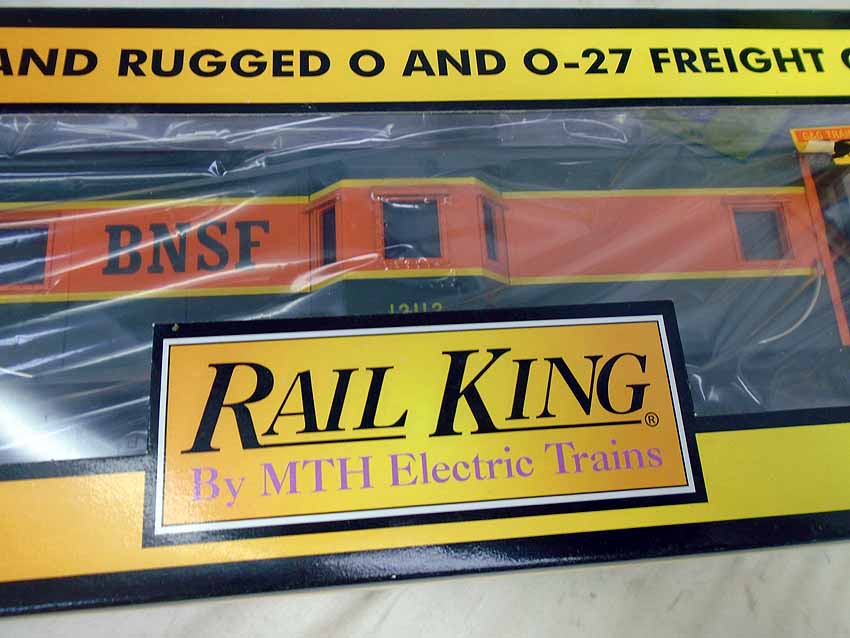 AND RUGGED O AND O-27 FREIGHT
BNSF
RAIL KING®
By MTH Electric Trains